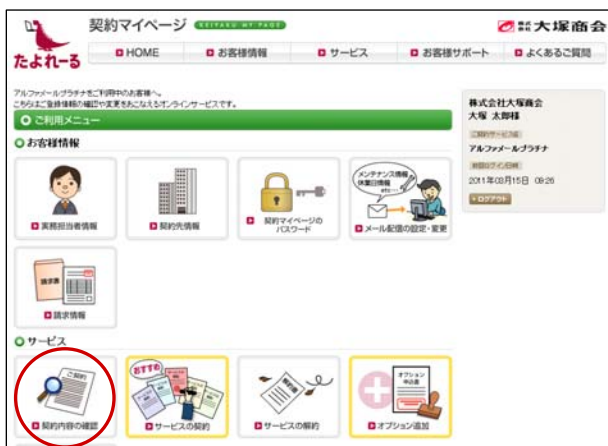 契約マイページ KEIYAKU MY PAGE
株式会社 大塚商会
たよれーる
HOME お客様情報 サービス お客様サポート よくあるご質問
アルファメールプラチナをご利用中のお客様へ。
こちらはご登録情報の確認や変更をおこなえるオンラインサービスです。
ご利用メニュー
お客様情報
株式会社大塚商会
大塚 太郎様
ご契約サービス名
アルファメールプラチナ
前回ログイン日時
2011年03月15日 09:26
ログアウト
メンテナンス情報
休業日情報
etc…
実務担当者情報
契約先情報
契約マイページの
パスワード
メール配信の設定・変更
請求書
請求情報
サービス
ご契約
おすすめ
解約書
オプション
申込書
契約内容の確認
サービスの契約
サービスの解約
オプション追加